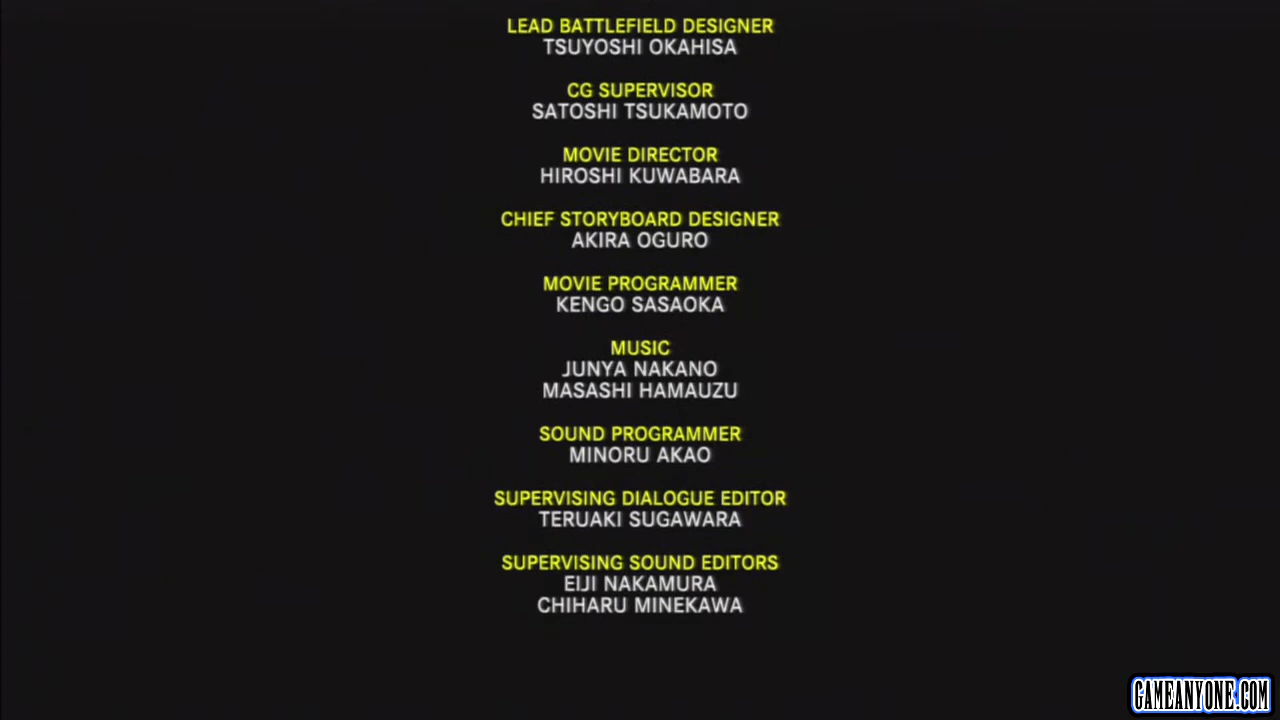 LEAD BATTLEFIELD DESIGNER
TSUYOSHI OKAHISA
CG SUPERVISOR
SATOSHI TSUKAMOTO
MOVIE DIRECTOR
HIROSHI KUWABARA
CHIEF STORYBOARD DESIGNER
AKIRA OGURO
MOVIE PROGRAMMER
KENGO SASAOKA
MUSIC
JUNYA NAKANO
MASASHI HAMAUZU
SOUND PROGRAMMER
MINORU AKAO
SUPERVISING DIALOGUE EDITOR
TERUAKI SUGAWARA
SUPERVISING SOUND EDITORS
EIJI NAKAMURA
CHIHARU MINEKAWA
GAMEANYONE.COM